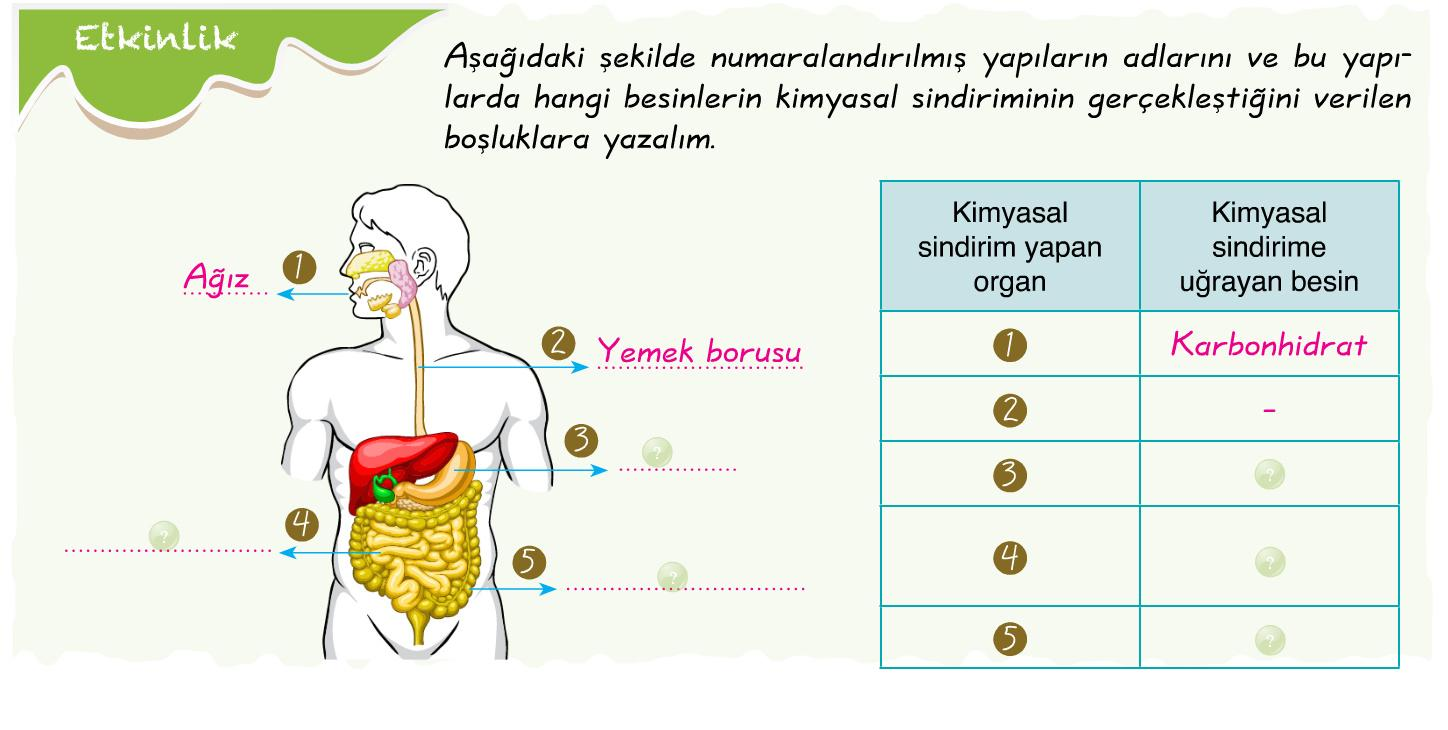 Etkinlik
Aşağıdaki şekilde numaralandırılmış yapıların adlarını ve bu yapı-
larda hangi besinlerin kimyasal sindiriminin gerçekleştiğini verilen
boşluklara yazalım.
1
Ağız
2
Yemek borusu
3
?
4
?
5
?
Kimyasal
sindirim yapan
organ
Kimyasal
sindirime
uğrayan besin
1
Karbonhidrat
2
-
3
?
4
?
5
?